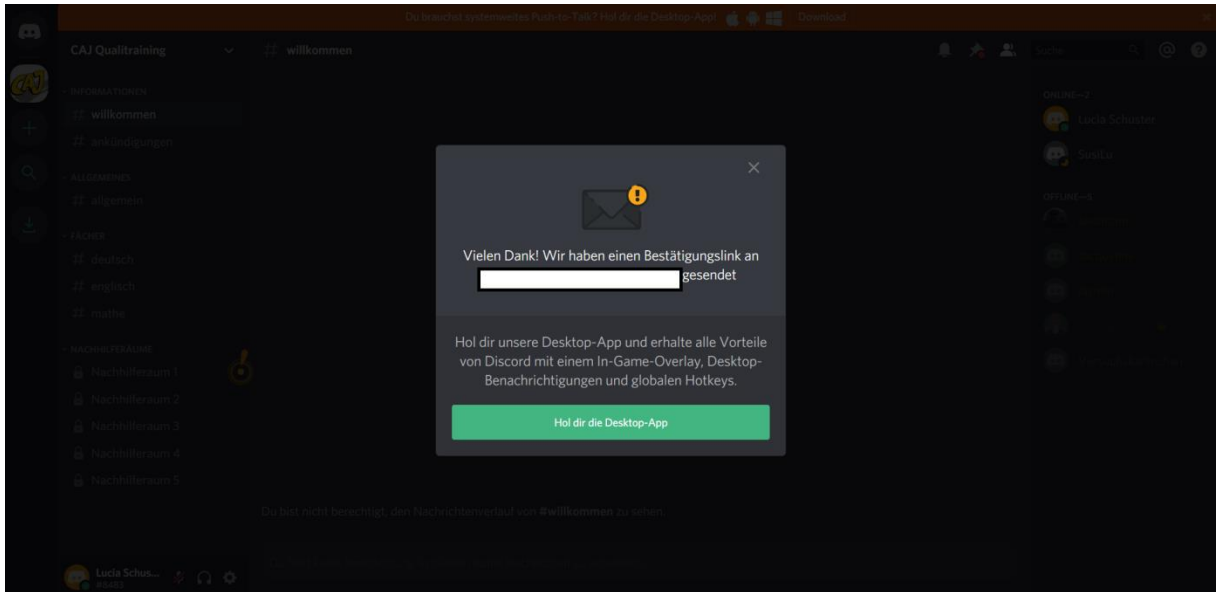 Du brauchst systemweites Push-to-Talk? Hol dir die Desktop-App! Download
CAJ Qualitraining
willkommen
Suche
CAJ
INFORMATIONEN
willkommen
ankündigungen
ALLGEMEINES
allgemein
FÄCHER
deutsch
englisch
mathe
NACHHILFERÄUME
Nachhilferaum 1
Nachhilferaum 2
Nachhilferaum 3
Nachhilferaum 4
Nachhilferaum 5
Lucia Schus...
#6483
Vielen Dank! Wir haben einen Bestätigungslink an
gesendet
Hol dir unsere Desktop-App und erhalte alle Vorteile
von Discord mit einem In-Game-Overlay, Desktop-
Benachrichtigungen und globalen Hotkeys.
Hol dir die Desktop-App
Du bist nicht berechtigt, den Nachrichtenverlauf von #willkommen zu sehen.
ONLINE—2
Lucia Schuster
SusiLu
OFFLINE—5